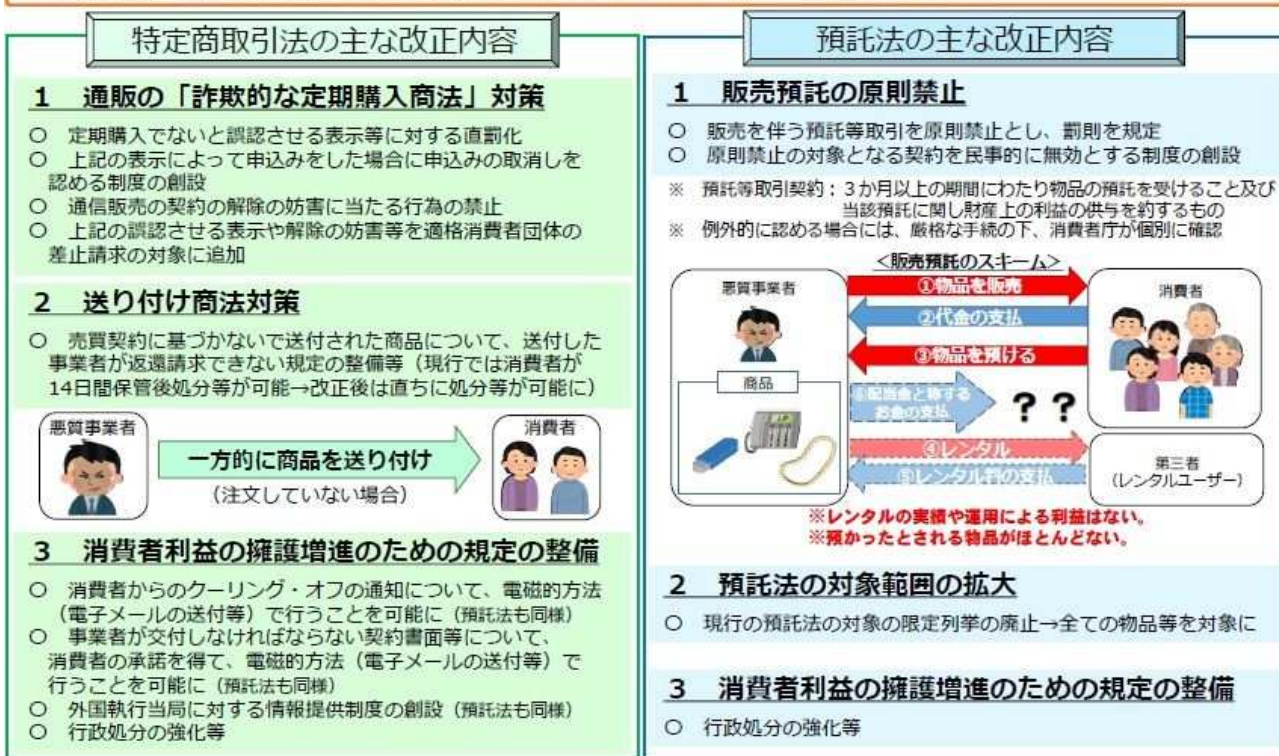 特定商取引法の主な改正内容
1 通販の「詐欺的な定期購入商法」対策
○ 定期購入でないと誤認させる表示等に対する直罰化
○ 上記の表示によって申込みをした場合に申込みの取消しを
認める制度の創設
○ 通信販売の契約の解除の妨害に当たる行為の禁止
○ 上記の誤認させる表示や解除の妨害等を適格消費者団体の
差止請求の対象に追加
2 送り付け商法対策
○ 売買契約に基づかないで送付された商品について、送付した
事業者が返還請求できない規定の整備等（現行では消費者が
14日間保管後処分等が可能→改正後は直ちに処分等が可能に）
悪質事業者
一方的に商品を送り付け
（注文していない場合）
消費者
3 消費者利益の擁護増進のための規定の整備
○ 消費者からのクーリング・オフの通知について、電磁的方法
（電子メールの送付等）で行うことを可能に（預託法も同様）
○ 事業者が交付しなければならない契約書面等について、
消費者の承諾を得て、電磁的方法（電子メールの送付等）で
行うことを可能に（預託法も同様）
○ 外国執行当局に対する情報提供制度の創設（預託法も同様）
○ 行政処分の強化等
預託法の主な改正内容
1 販売預託の原則禁止
○ 販売を伴う預託等取引を原則禁止とし、罰則を規定
○ 原則禁止の対象となる契約を民事的に無効とする制度の創設
※ 預託等取引契約：３か月以上の期間にわたり物品の預託を受けること及び
当該預託に関し財産上の利益の供与を約するもの
※ 例外的に認める場合には、厳格な手続の下、消費者庁が個別に確認
＜販売預託のスキーム＞
悪質事業者
①物品を販売
消費者
②代金の支払
③物品を預ける
商品
⑥配当金と称する
お金の支払
？？
④レンタル
⑤レンタル料の支払
第三者
（レンタルユーザー）
※レンタルの実績や運用による利益はない。
※預かったとされる物品がほとんどない。
2 預託法の対象範囲の拡大
○ 現行の預託法の対象の限定列挙の廃止→全ての物品等を対象に
3 消費者利益の擁護増進のための規定の整備
○ 行政処分の強化等